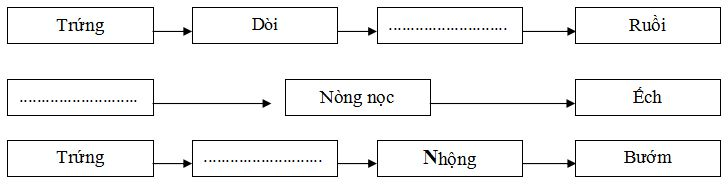 Trứng Dòi ........................... Ruồi
........................... Nòng nọc Ếch
Trứng ........................... Nhộng Bướm